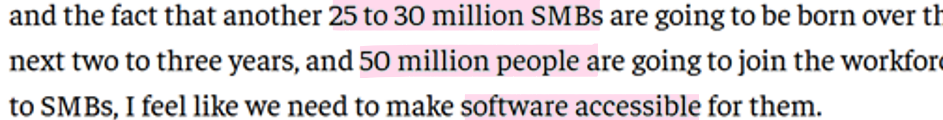 and the fact that another 25 to 30 million SMBs are going to be born over
next two to three years, and 50 million people are going to join the
to SMBs, I feel like we need to make software accessible for them.